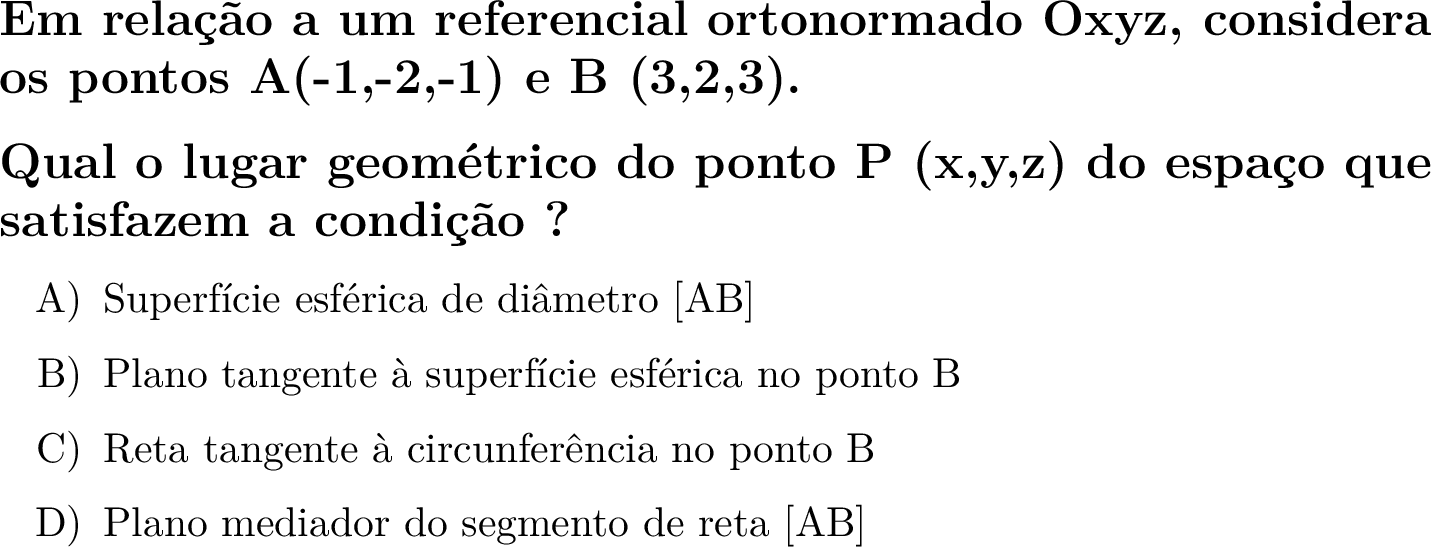 Em relação a um referencial ortonormado Oxyz, considera
os pontos A(-1,-2,-1) e B (3,2,3).
Qual o lugar geométrico do ponto P (x,y,z) do espaço que
satisfazem a condição ?
A) Superfície esférica de diâmetro [AB]
B) Plano tangente à superfície esférica no ponto B
C) Reta tangente à circunferência no ponto B
D) Plano mediador do segmento de reta [AB]